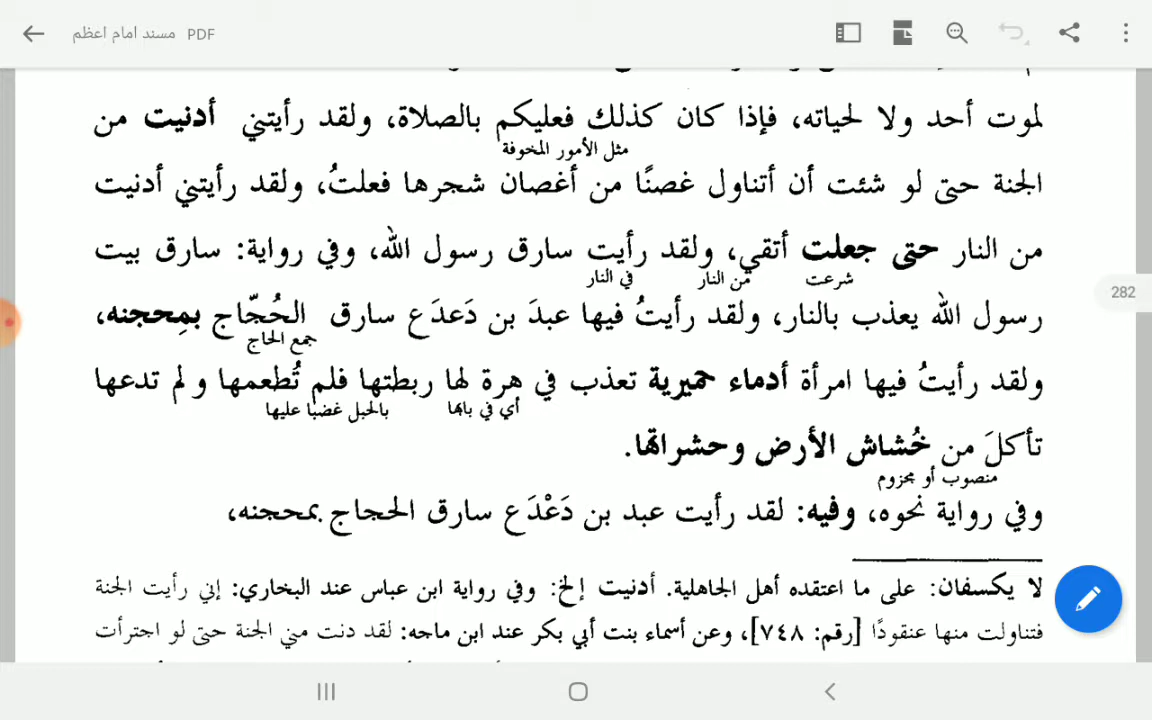 مسند امام اعظم PDF
لموت أحد ولا لحياته، فإذا كان كذلك فعليكم بالصلاة، ولقد رأيتني أدنيت من
مثل الأمور المخوفة
الجنة حتى لو شئت أن أتناول غصنًا من أغصان شجرها فعلتُ، ولقد رأيتني أدنيت
من النار حتى جعلت أتقي، ولقد رأيت سارق رسول الله، وفي رواية: سارق بيت
شرعت من النار في النار
282
رسول الله يعذب بالنار، ولقد رأيتُ فيها عبدَ بن دَعدَع سارق الحُجّاج بمِحجنه،
جمع الحاج
ولقد رأيتُ فيها امرأة أدماء حميرية تعذب في هرة لها ربطتها فلم تُطعمها ولم تدعها
أي في بابها بالحبل غضبًا عليها
تأكلَ من خُشاش الأرض وحشراتها.
منصوب أو مجزوم
وفي رواية نحوه، وفيه: لقد رأيت عبد بن دَعْدَع سارق الحجاج بمحجنه،
لا يكسفان: على ما اعتقده أهل الجاهلية. أدنيت إلخ: وفي رواية ابن عباس عند البخاري: إني رأيت الجنة
فتناولت منها عنقودًا [رقم: ٧٤٨]، وعن أسماء بنت أبي بكر عند ابن ماجه: لقد دنت مني الجنة حتى لو اجترأت